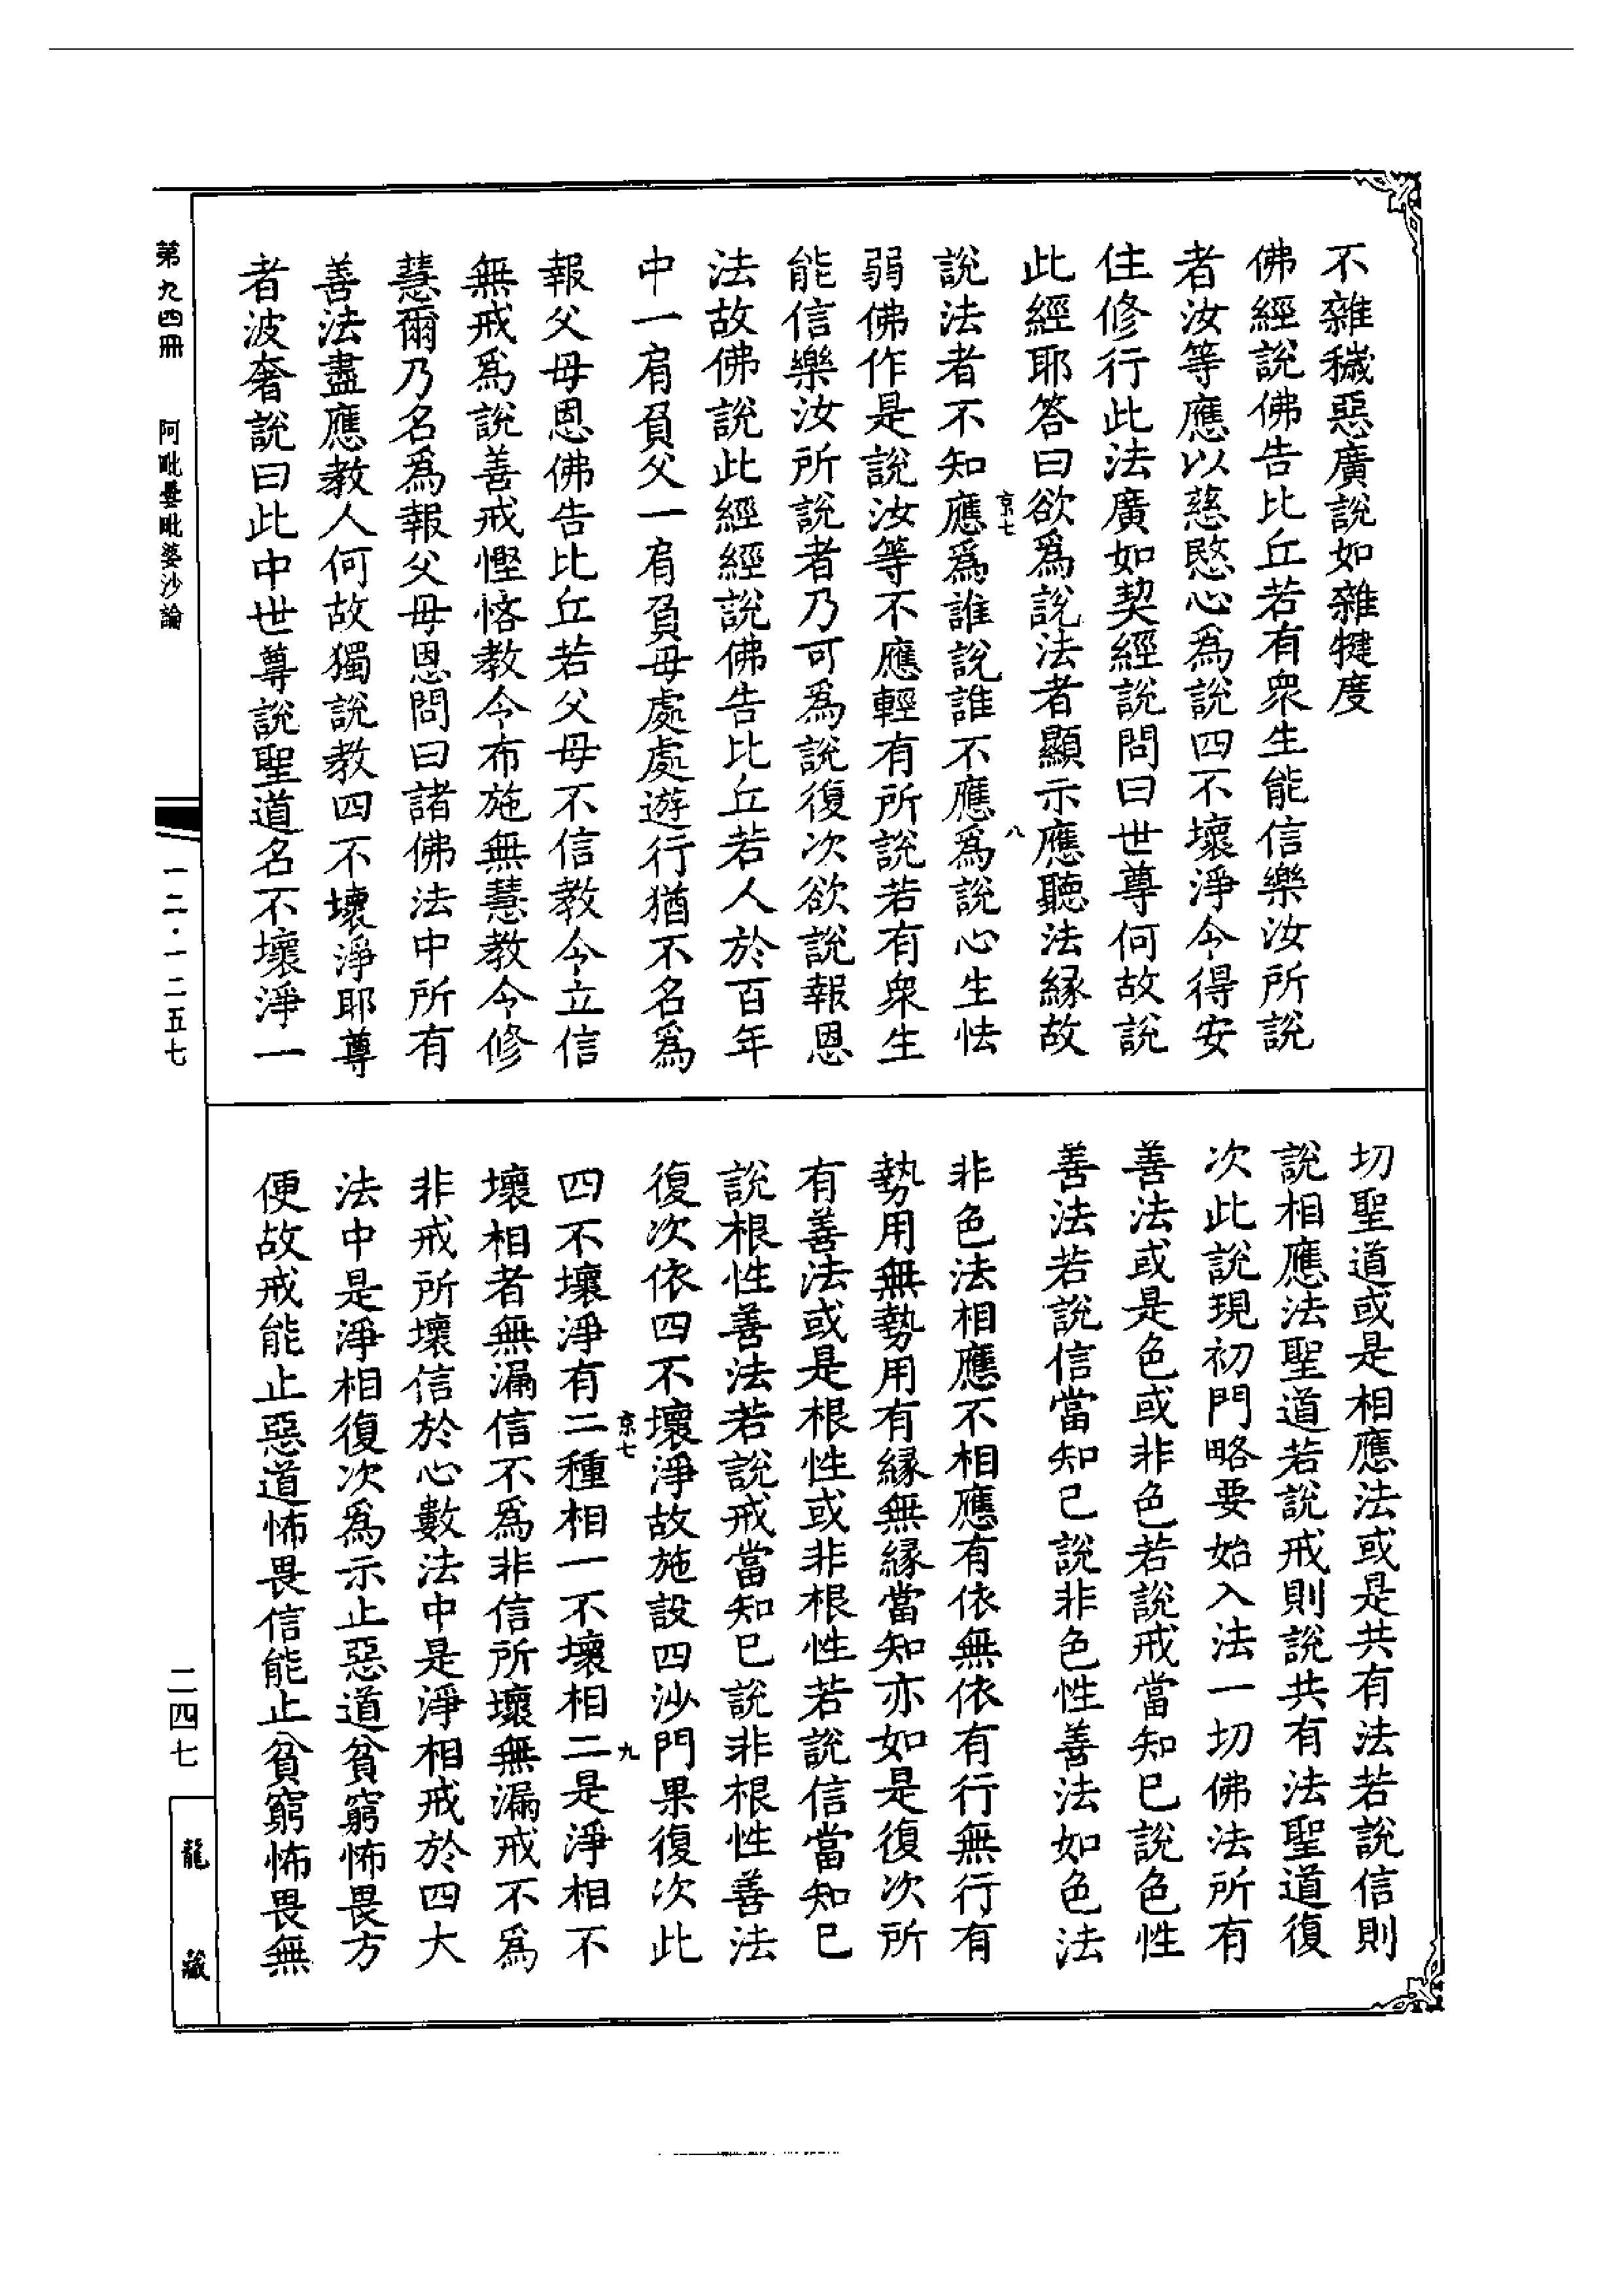 不雜穢惡廣說如雜犍度
佛經說佛告比丘若有眾生能信樂汝所說
者汝等應以慈愍心為說四不壞淨令得安
住修行此法廣如契經說問曰世尊何故說
此經耶答曰欲爲說法者顯示應聽法緣故
京七
八
說法者不知應爲誰說誰不應爲說心生怯
弱佛作是說汝等不應輕有所說若有衆生
能信樂汝所說者乃可爲說復次欲說報恩
法故佛說此經經說佛告比丘若人於百年
中一肩負父一肩負母處處遊行猶不名爲
報父母恩佛告比丘若父母不信教令立信
無戒爲說善戒慳悋教令布施無慧教令修
慧爾乃名爲報父母恩問曰諸佛法中所有
善法盡應教人何故獨說教四不壞淨耶尊
者波奢說曰此中世尊說聖道名不壞淨一
切聖道或是相應法或是共有法若說信則
說相應法聖道若說戒則說共有法聖道復
次此說現初門略要始入法一切佛法所有
善法或是色或非色若說戒當知已說色性
善法若說信當知已說非色性善法如色法
非色法相應不相應有依無依有行無行有
勢用無勢用有緣無緣當知亦如是復次所
有善法或是根性或非根性若說信當知已
說根性善法若說戒當知已說非根性善法
復次依四不壞淨故施設四沙門果復次此
京七
九
四不壞淨有二種相一不壞相二是淨相不
壞相者無漏信不爲非信所壞無漏戒不爲
非戒所壞信於心數法中是淨相戒於四大
法中是淨相復次爲示止惡道貧窮怖畏方
便故戒能止惡道怖畏信能止貧窮怖畏無
第九四冊 阿毗曇毗婆沙論
一二·一二五七
二四七
龍藏